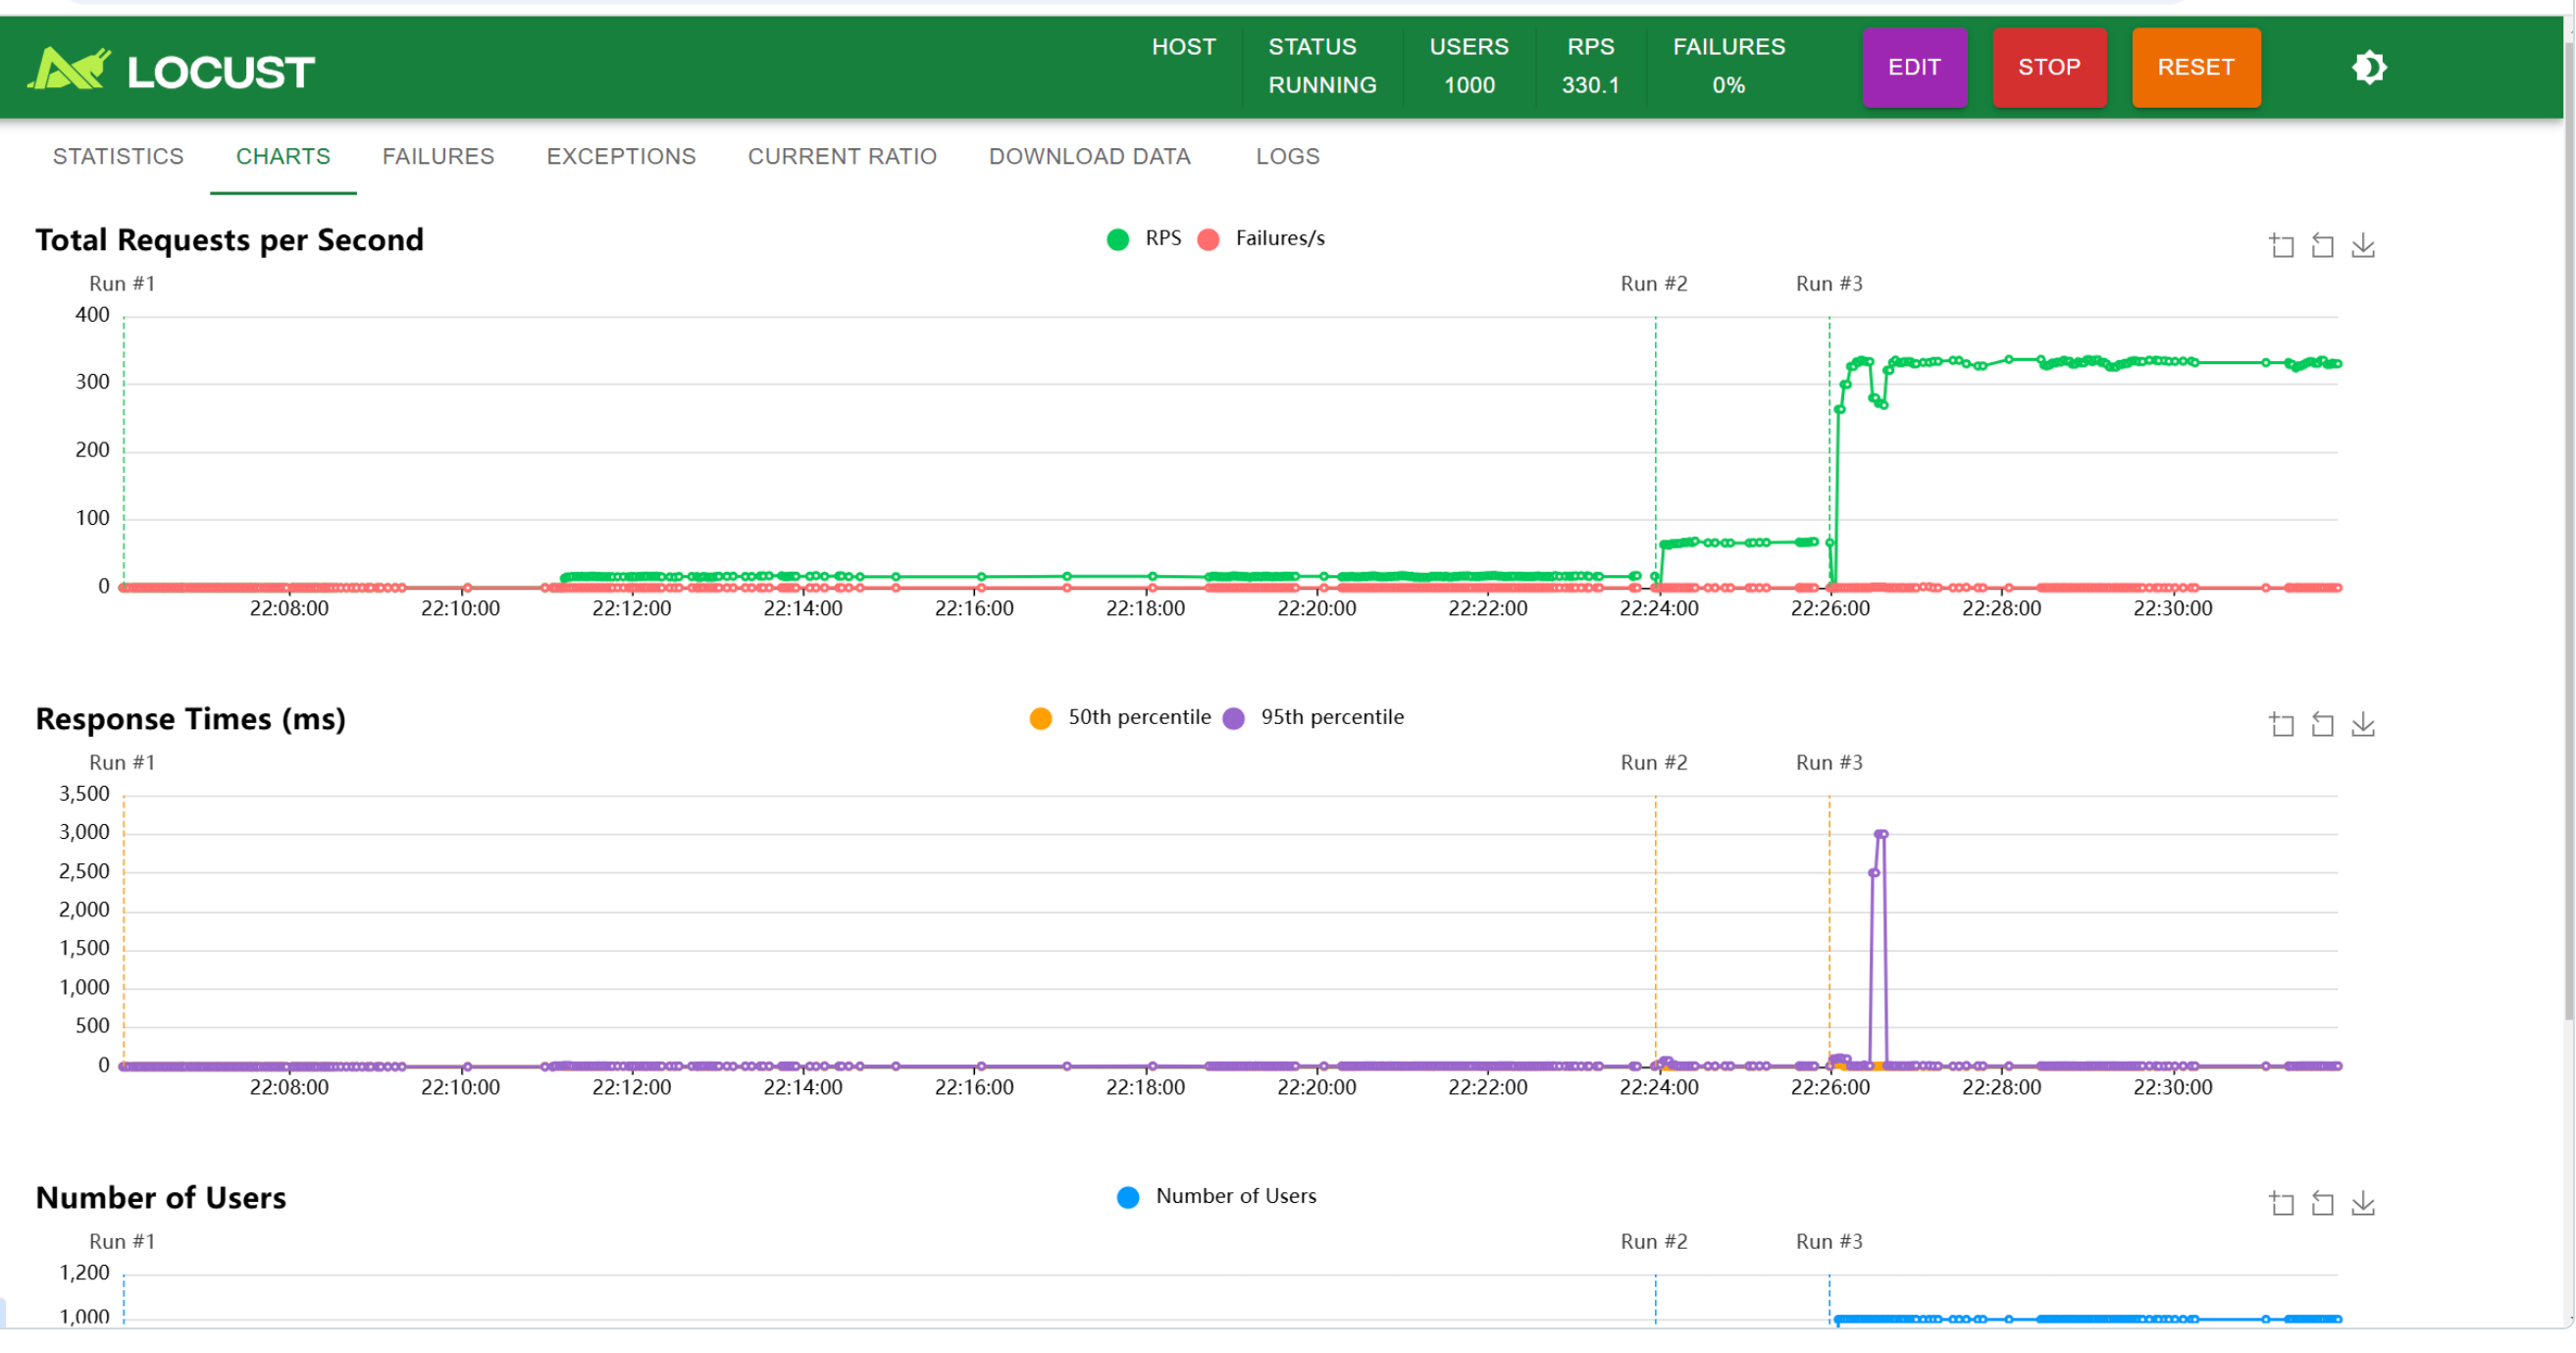 LOCUST
HOST
STATUS
RUNNING
USERS
1000
RPS
330.1
FAILURES
0%
EDIT
STOP
RESET
STATISTICS CHARTS FAILURES EXCEPTIONS CURRENT RATIO DOWNLOAD DATA LOGS
Total Requests per Second
RPS Failures/s
Run #1 Run #2 Run #3
400
300
200
100
0
22:08:00 22:10:00 22:12:00 22:14:00 22:16:00 22:18:00 22:20:00 22:22:00 22:24:00 22:26:00 22:28:00 22:30:00
Response Times (ms)
50th percentile 95th percentile
Run #1 Run #2 Run #3
3,500
3,000
2,500
2,000
1,500
1,000
500
0
22:08:00 22:10:00 22:12:00 22:14:00 22:16:00 22:18:00 22:20:00 22:22:00 22:24:00 22:26:00 22:28:00 22:30:00
Number of Users
Number of Users
Run #1 Run #2 Run #3
1,200
1,000